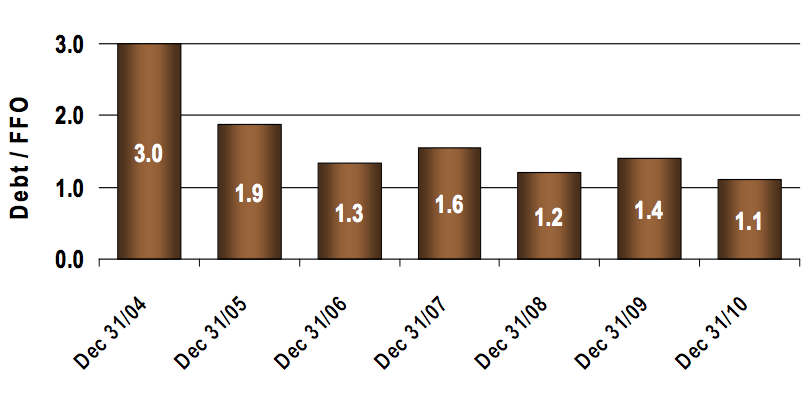 Debt / FFO
3.0
2.0
1.0
0.0
3.0
1.9
1.3
1.6
1.2
1.4
1.1
Dec 31/04
Dec 31/05
Dec 31/06
Dec 31/07
Dec 31/08
Dec 31/09
Dec 31/10